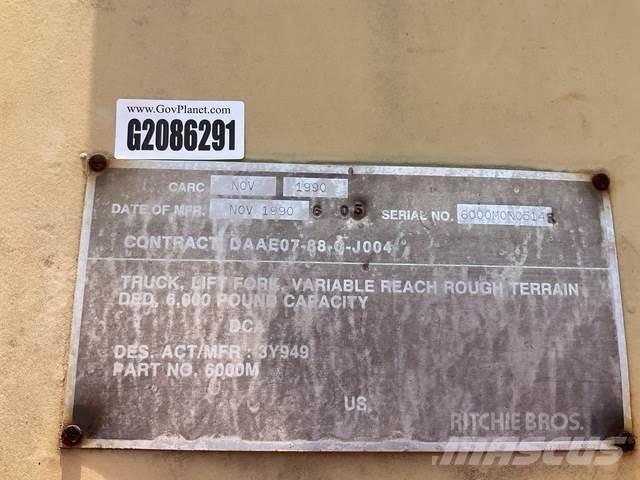 www.GovPlanet.com
G2086291
CARC NOV 1990
DATE OF MFR. NOV 1990 6 05 SERIAL NO.
CONTRACT DAAE07-88-C-J004
TRUCK, LIFT FORK, VARIABLE REACH ROUGH TERRAIN
DED, 6,000 POUND CAPACITY
DCA
DES. ACT/MFR : 3Y949
PART NO. 6000M
US
RITCHIE BROS.
MASCUS